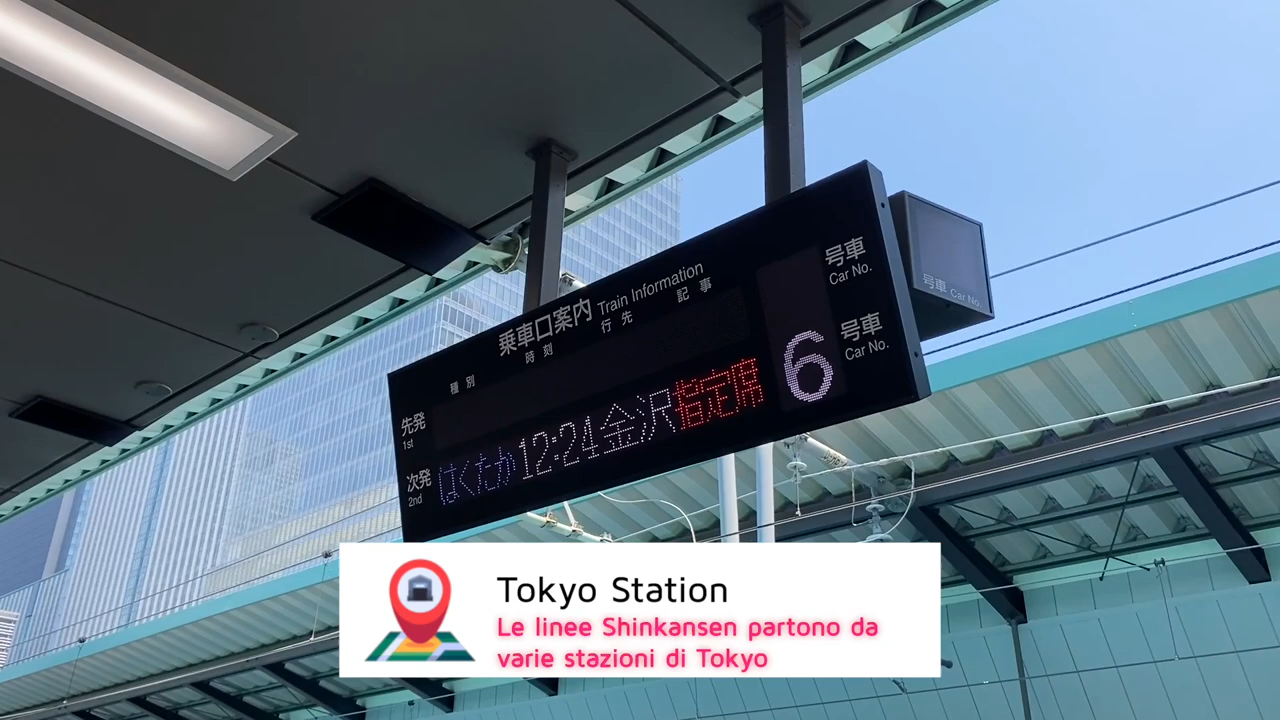 乗車口案内 Train Information
種別 時刻 行先 記事
号車
Car No.
先発
1st
次発
2nd
はくたか 12:24 金沢 指定席 6
号車
Car No.
号車 Car No.
Tokyo Station
Le linee Shinkansen partono da
varie stazioni di Tokyo